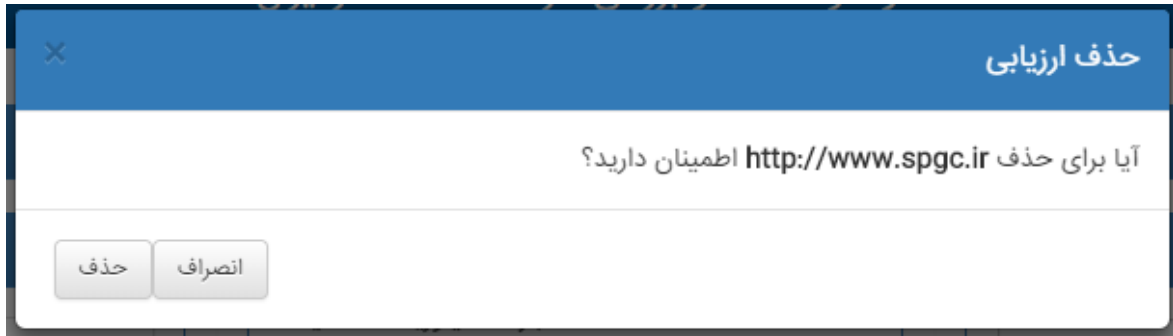 حذف ارزیابی
×
آیا برای حذف http://www.spgc.ir اطمینان دارید؟
انصراف
حذف